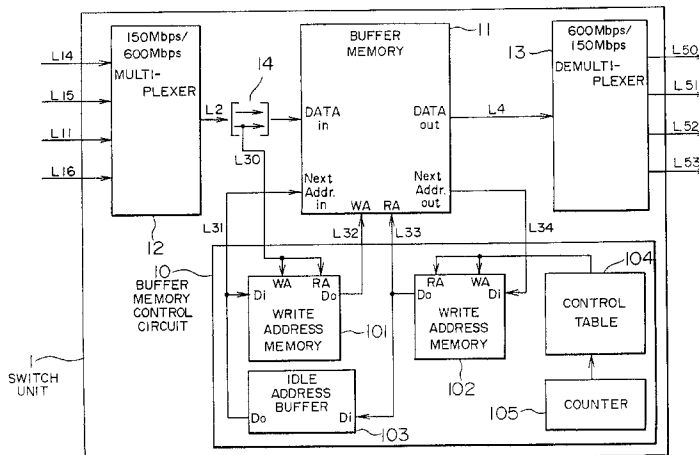 150Mbps/
600Mbps
MULTI-
PLEXER
12
L14
L15
L11
L16
L2
14
L30
11
BUFFER
MEMORY
DATA
in
DATA
out
Next
Addr.
in
WA RA
Next
Addr.
out
L4
13
600Mbps/
150Mbps
DEMULTI-
PLEXER
L50
L51
L52
L53
L31
L32
L33
L34
10
BUFFER
MEMORY
CONTROL
CIRCUIT
1
SWITCH
UNIT
WA RA
Di Do
WRITE
ADDRESS
MEMORY
101
RA WA
Do Di
WRITE
ADDRESS
MEMORY
102
104
CONTROL
TABLE
IDLE
ADDRESS
BUFFER
Do Di
103
105
COUNTER